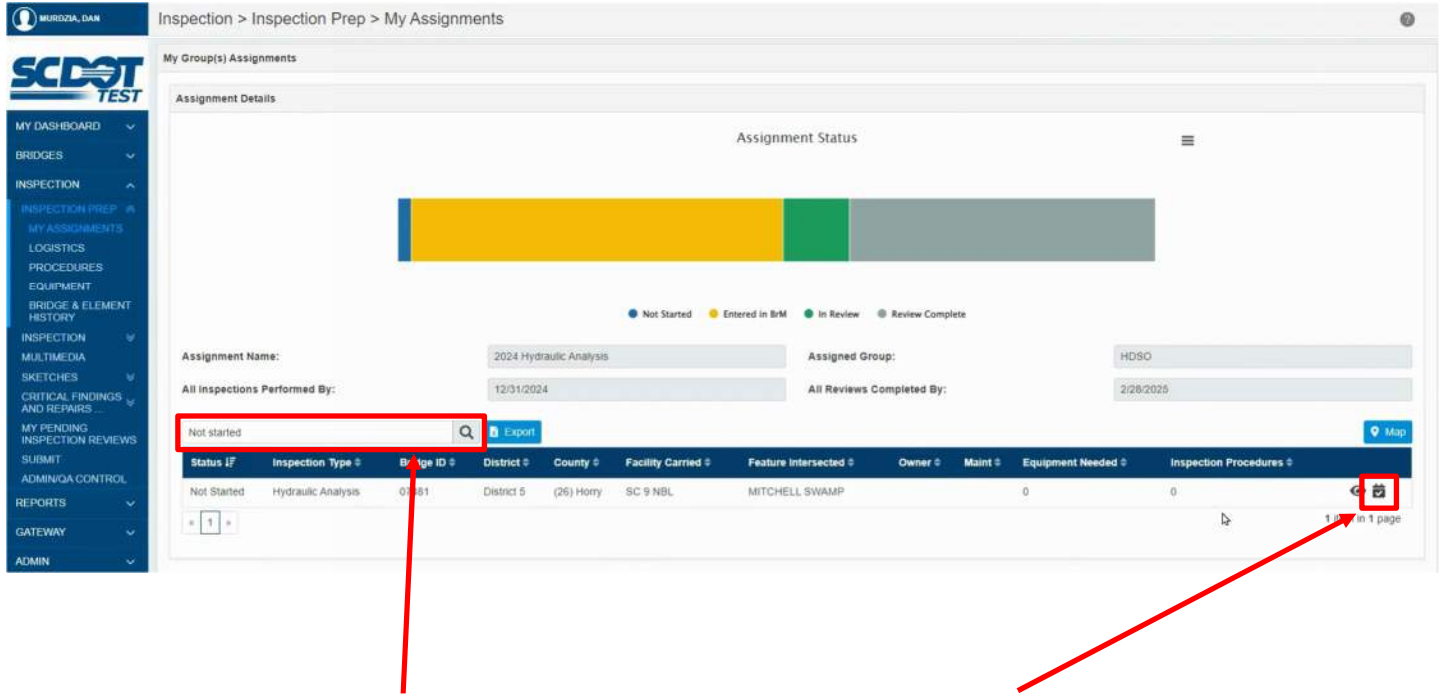 MURDZIA, DAN
Inspection > Inspection Prep > My Assignments
SCDOT
TEST
MY DASHBOARD
BRIDGES
INSPECTION
INSPECTION PREP
MY ASSIGNMENTS
LOGISTICS
PROCEDURES
EQUIPMENT
BRIDGE & ELEMENT
HISTORY
INSPECTION
MULTIMEDIA
SKETCHES
CRITICAL FINDINGS
AND REPAIRS ...
MY PENDING
INSPECTION REVIEWS
SUBMIT
ADMIN/QA CONTROL
REPORTS
GATEWAY
ADMIN
My Group(s) Assignments
Assignment Details
Assignment Status
Not Started Entered in BrM In Review Review Complete
Assignment Name: 2024 Hydraulic Analysis Assigned Group: HDSO
All Inspections Performed By: 12/31/2024 All Reviews Completed By: 2/28/2025
Not started Export Map
Status Inspection Type Bridge ID District County Facility Carried Feature Intersected Owner Maint Equipment Needed Inspection Procedures
Not Started Hydraulic Analysis District 5 (26) Horry SC 9 NBL MITCHELL SWAMP 0 0
« 1 » 1 in 1 page